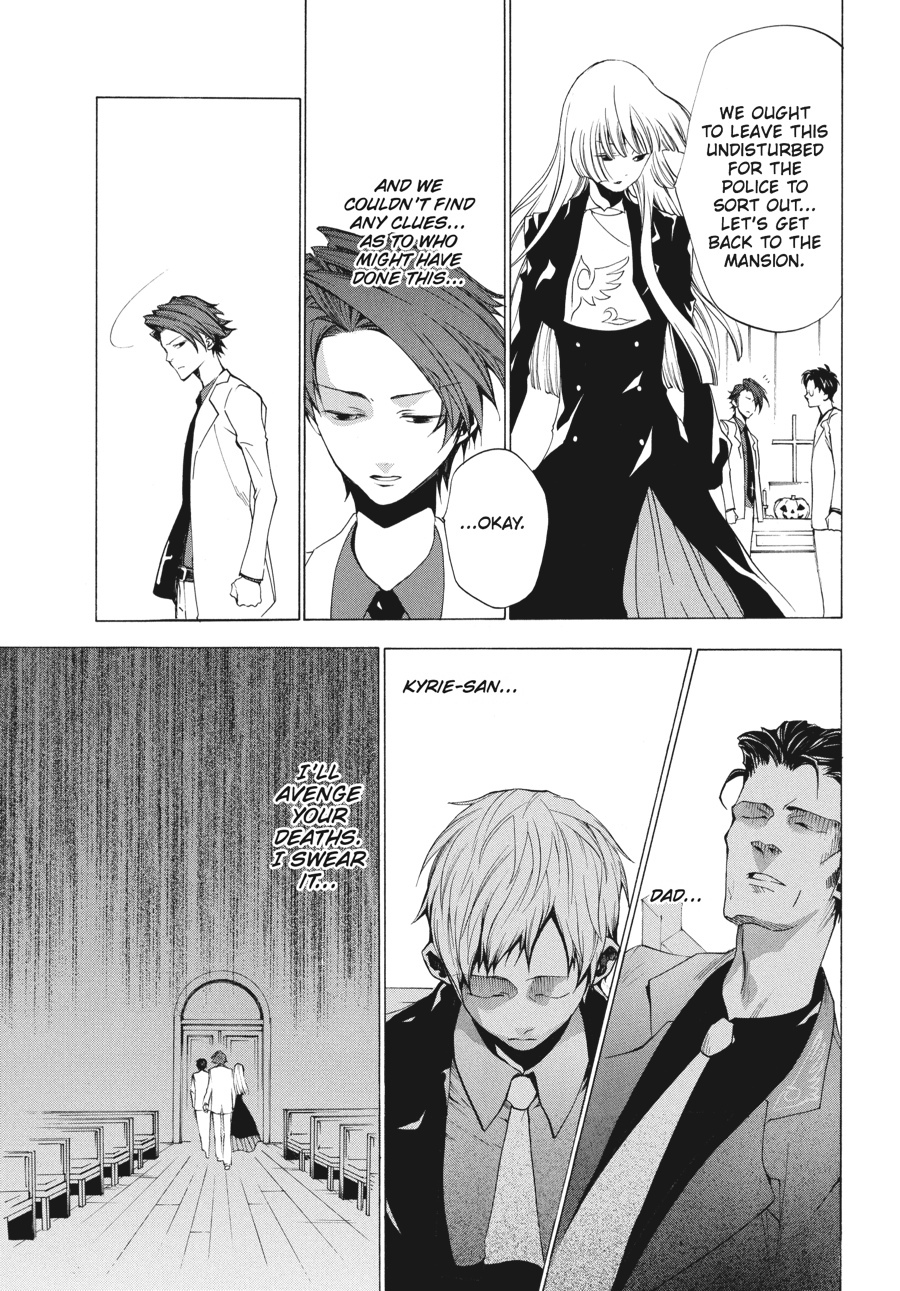 WE OUGHT
TO LEAVE THIS
UNDISTURBED
FOR THE
POLICE TO
SORT OUT...
LET'S GET
BACK TO THE
MANSION.
AND WE
COULDN'T FIND
ANY CLUES...
AS TO WHO
MIGHT HAVE
DONE THIS...
...OKAY.
DAD...
KYRIE-SAN...
I'LL
AVENGE
YOUR
DEATHS.
I SWEAR
IT...